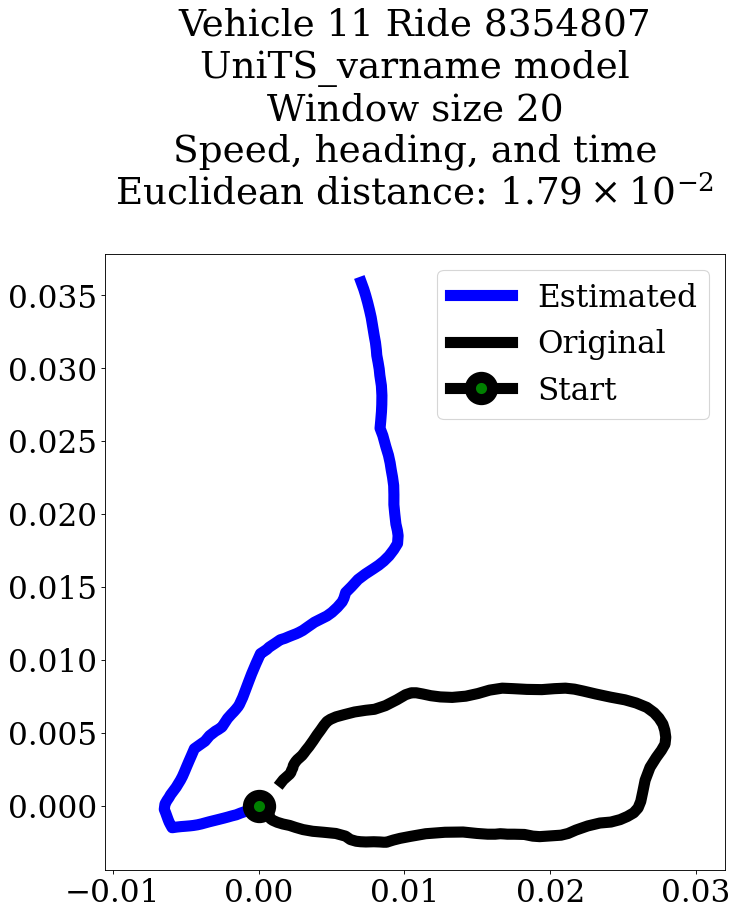 Vehicle 11 Ride 8354807
UniTS_varname model
Window size 20
Speed, heading, and time
Euclidean distance: 1.79 × 10⁻²
Estimated
Original
Start
0.035
0.030
0.025
0.020
0.015
0.010
0.005
0.000
−0.01 0.00 0.01 0.02 0.03